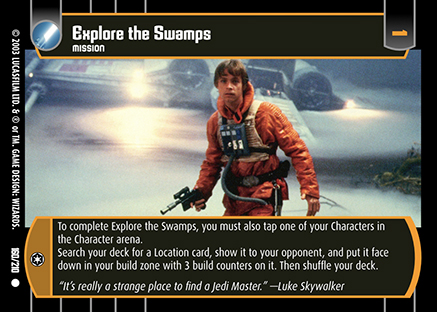 Explore the Swamps
MISSION
1
To complete Explore the Swamps, you must also tap one of your Characters in
the Character arena.
Search your deck for a Location card, show it to your opponent, and put it face
down in your build zone with 3 build counters on it. Then shuffle your deck.
"It's really a strange place to find a Jedi Master." —Luke Skywalker
© 2003 LUCASFILM LTD. & ® or TM. GAME DESIGN: WIZARDS.
160/210